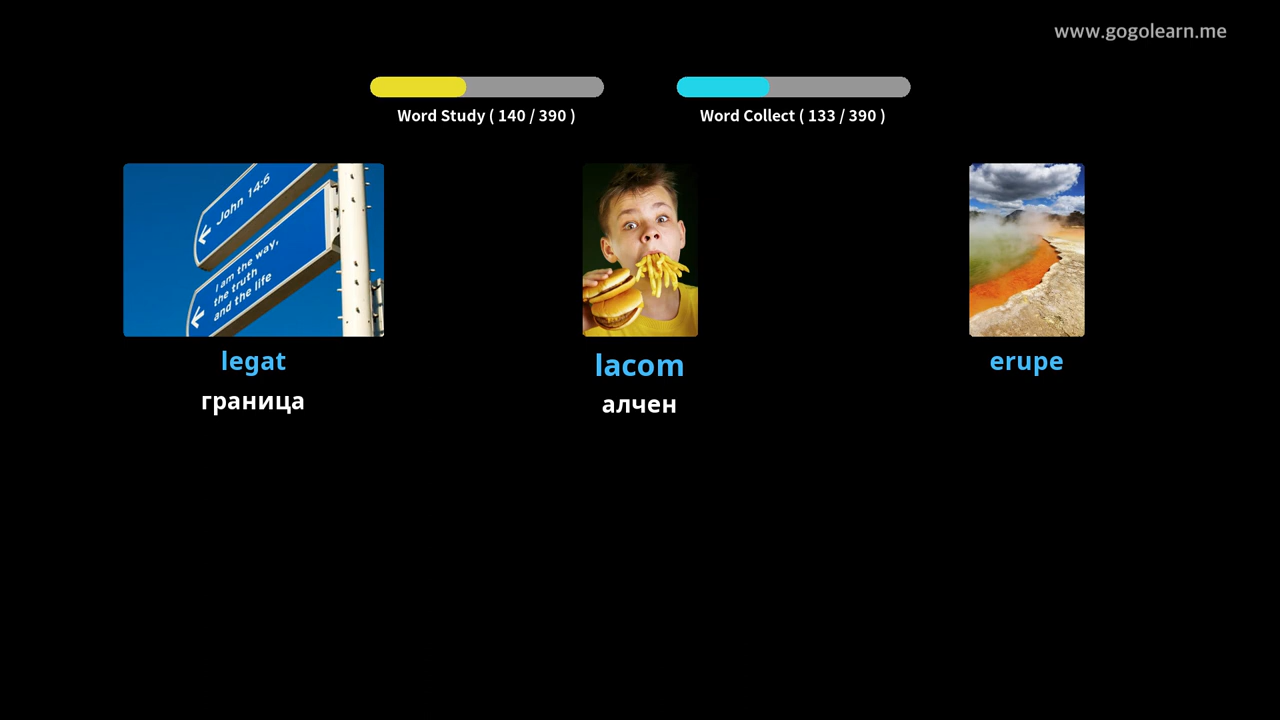 www.gogolearn.me
Word Study ( 140 / 390 )
Word Collect ( 133 / 390 )
John 14:6
I am the way,
the truth
and the life
legat
граница
lacom
алчен
erupe